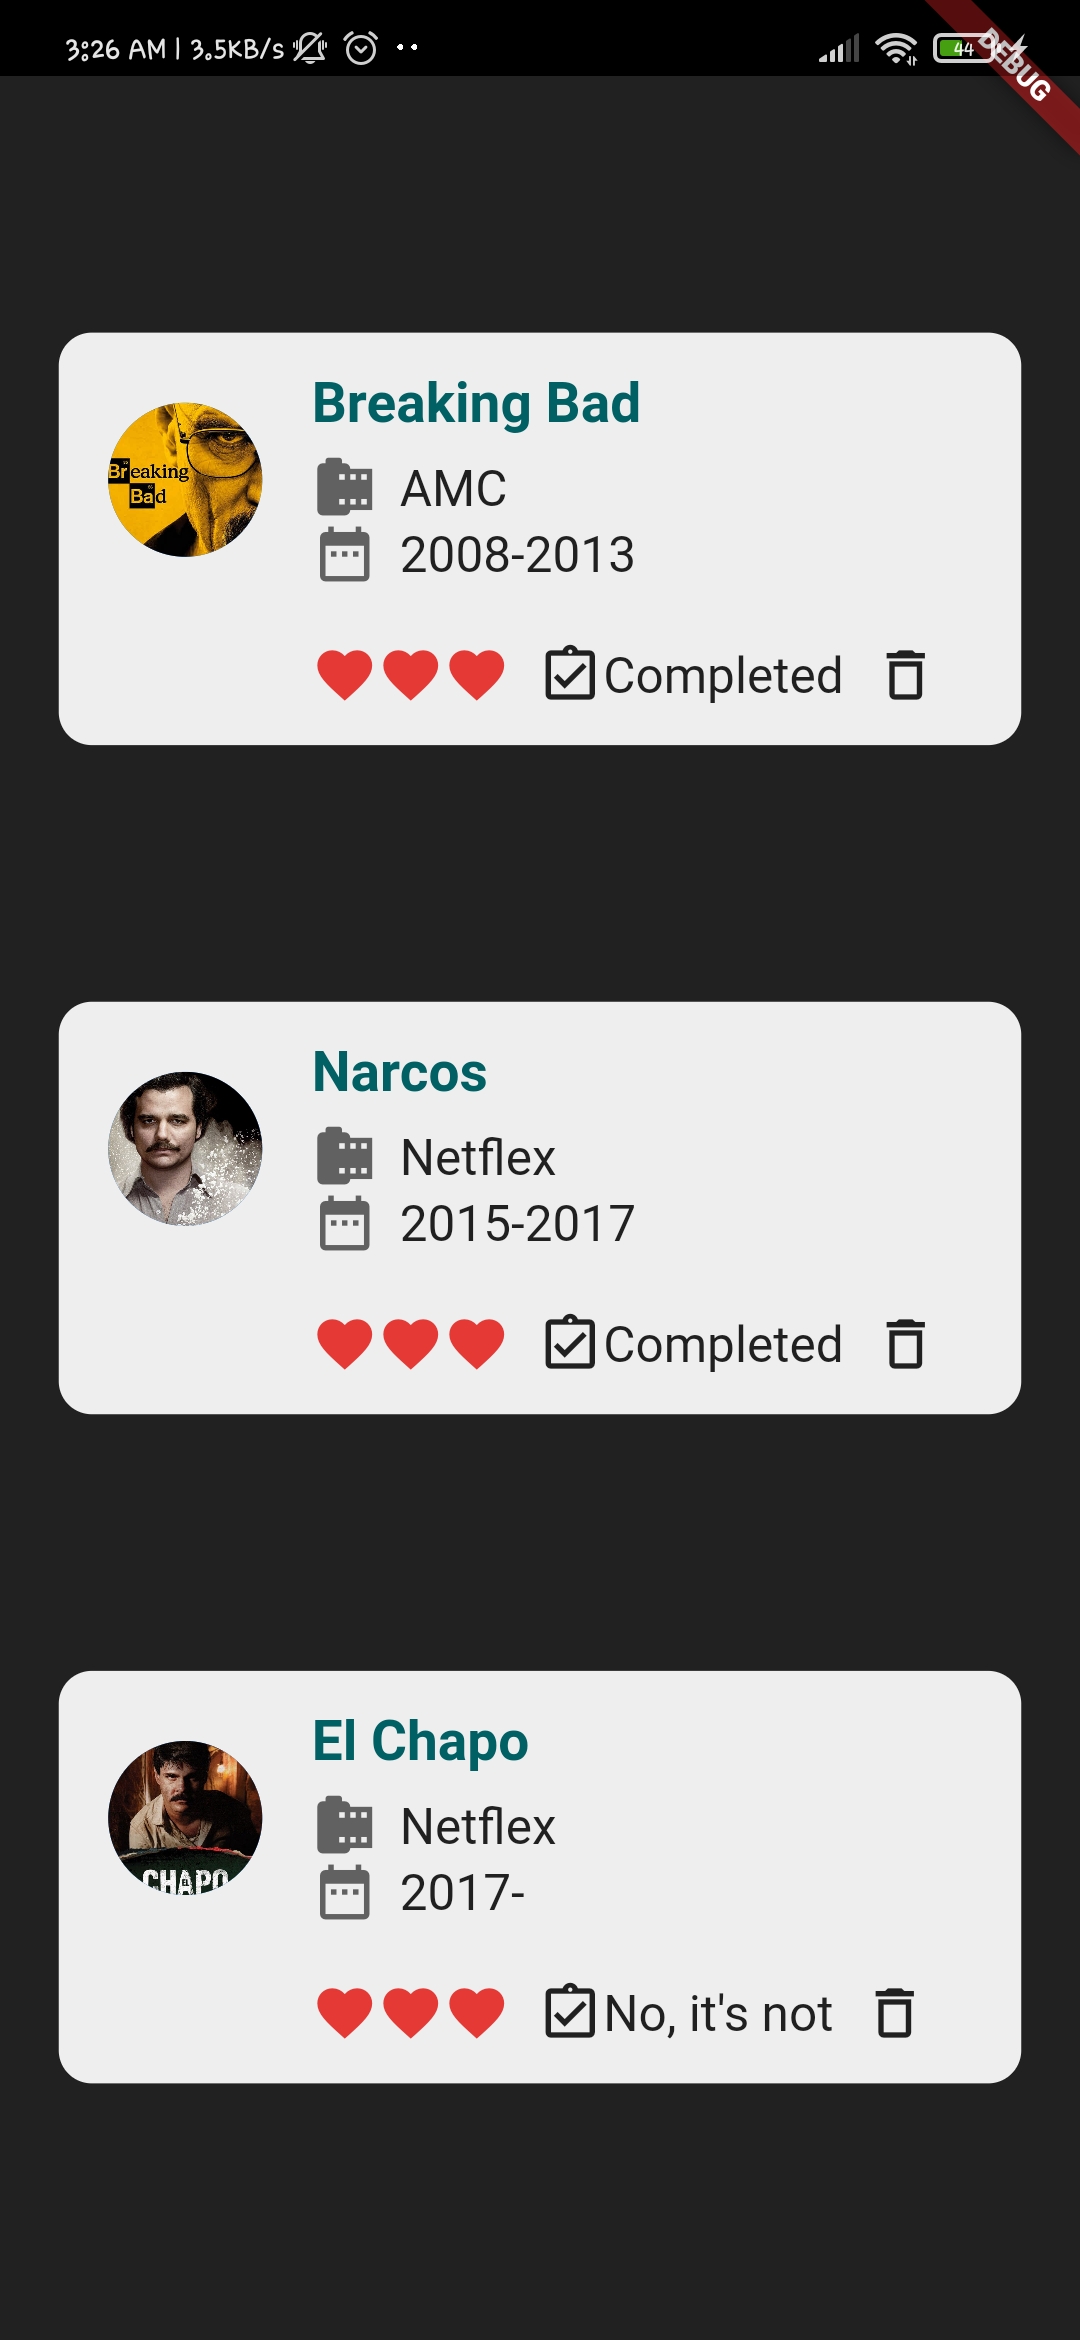 3:26 AM | 3.5KB/s
44
DEBUG
Breaking Bad
Breaking
Bad
AMC
2008-2013
Completed
Narcos
Netflex
2015-2017
Completed
El Chapo
EL
CHAPO
Netflex
2017-
No, it's not